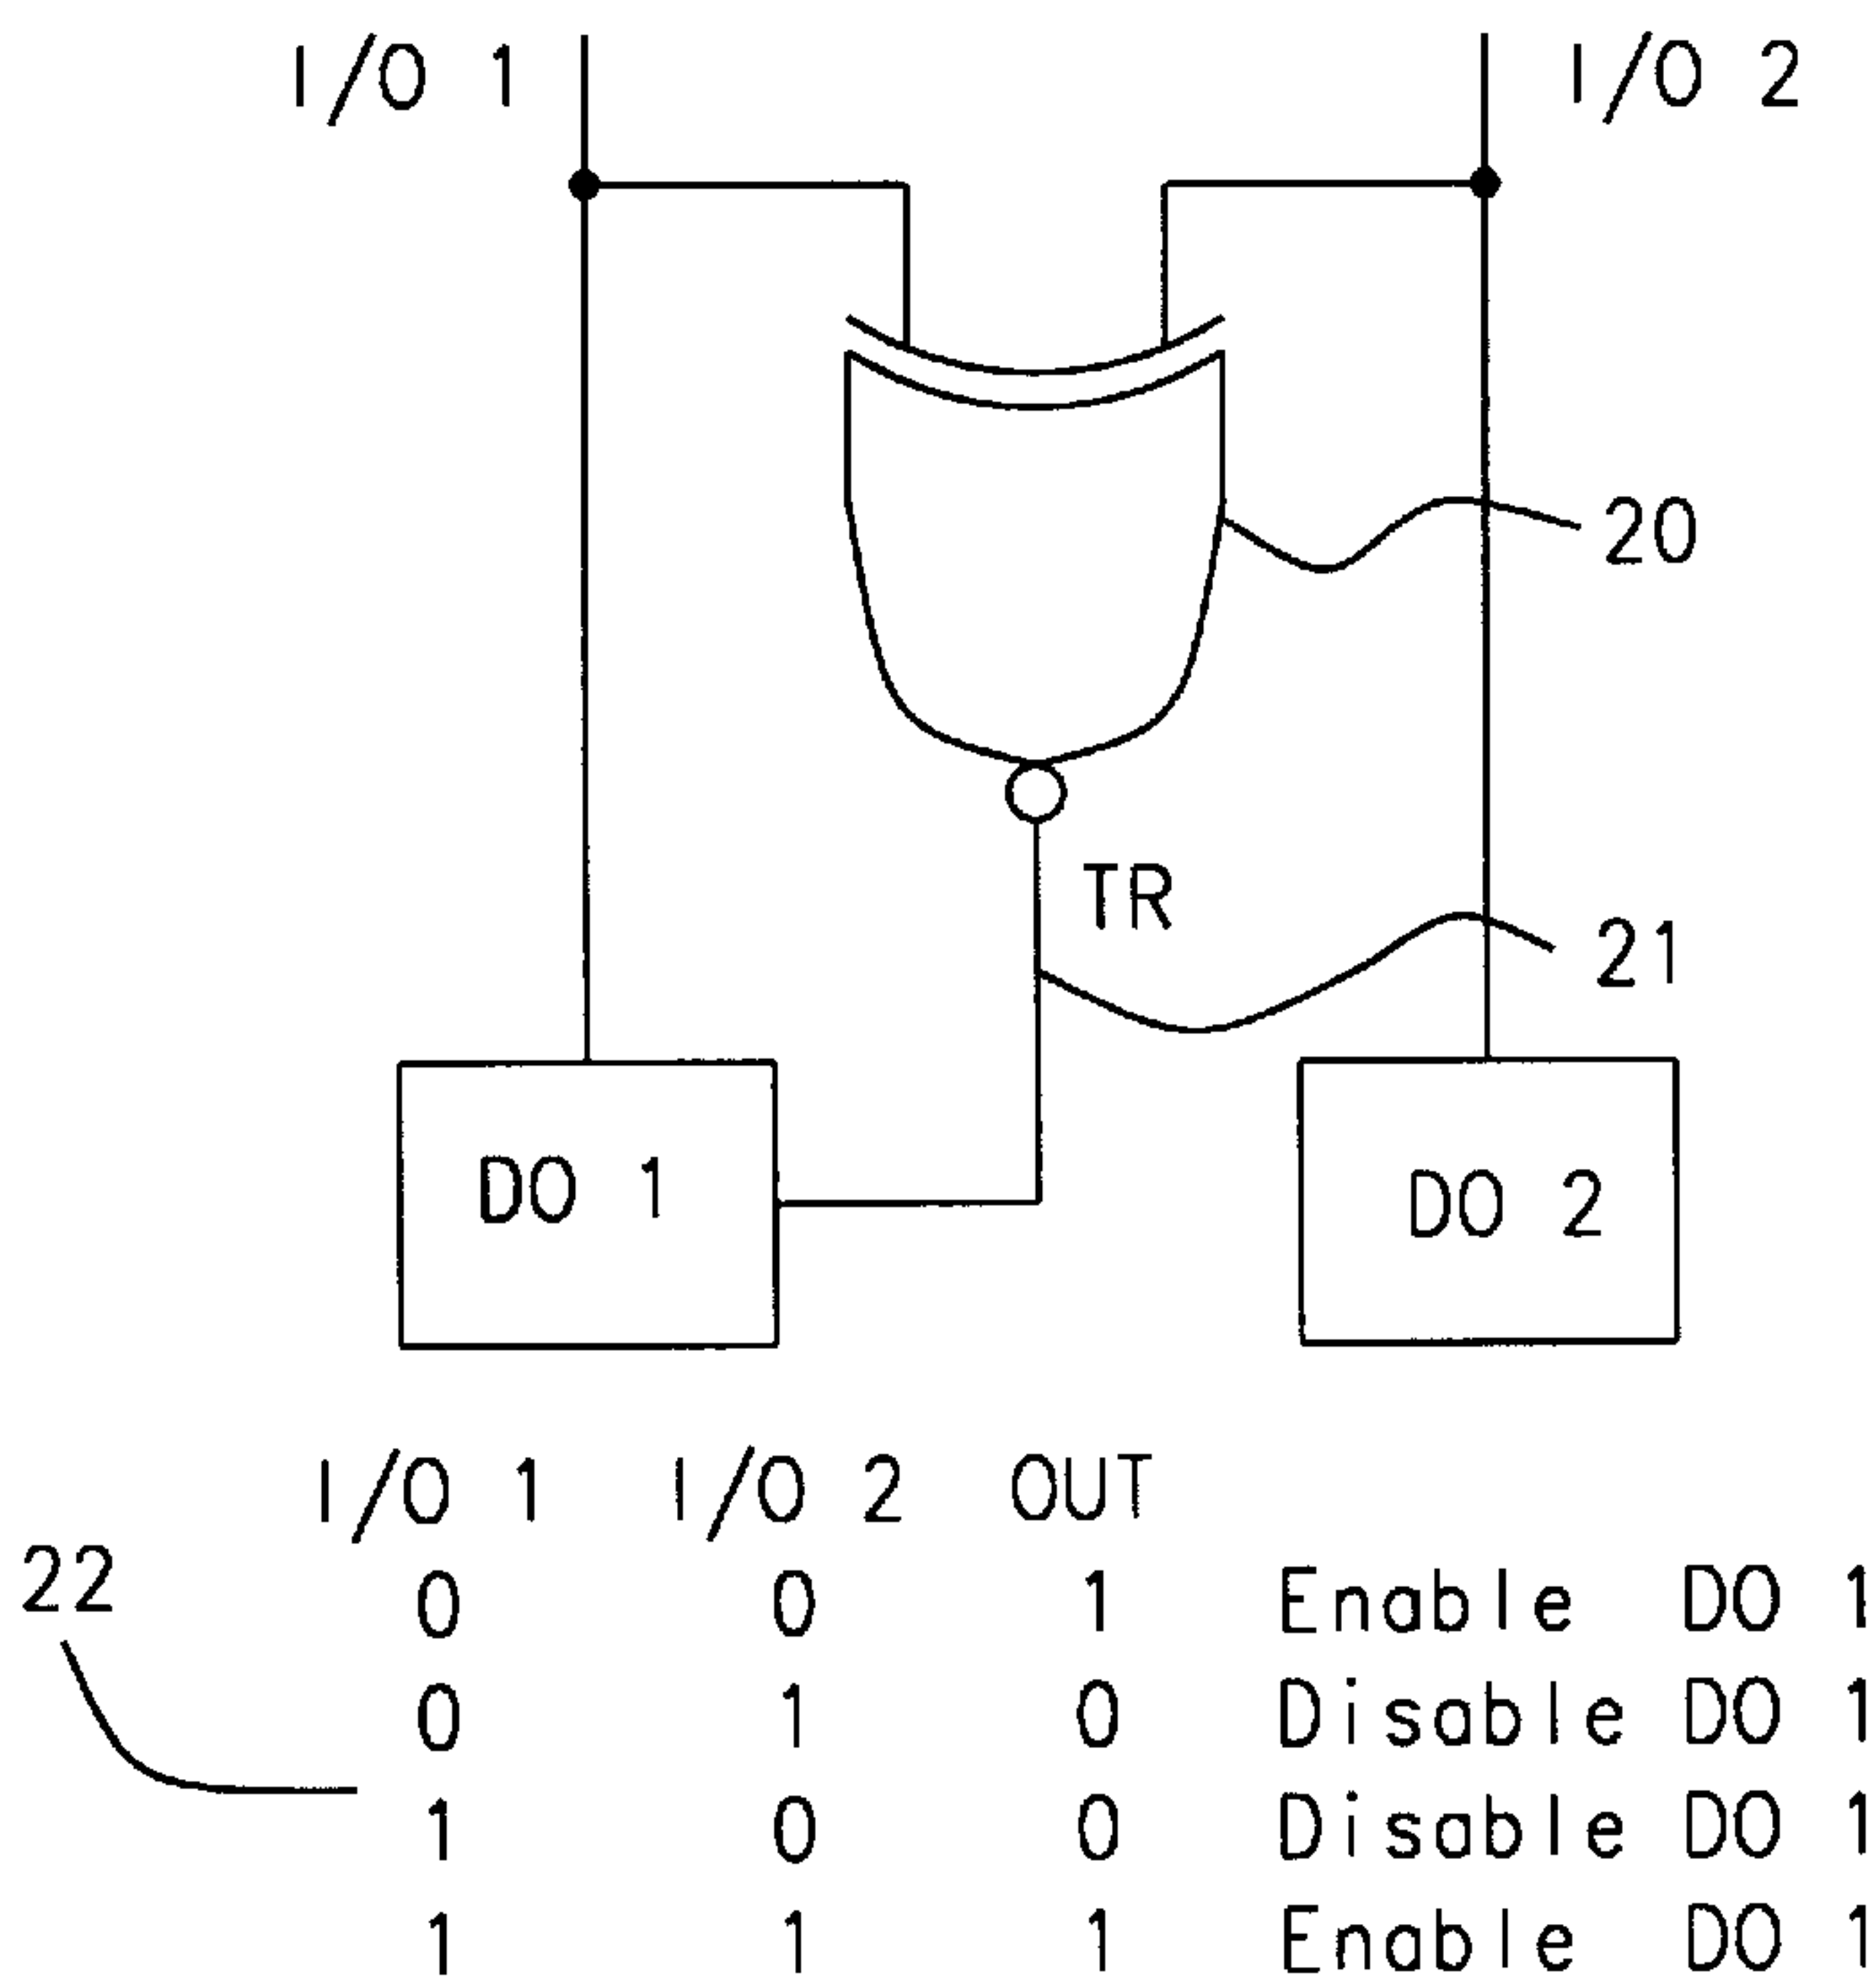 I/O 1
I/O 2
20
TR
21
DO 1
DO 2
I/O 1 I/O 2 OUT
22
0 0 1 Enable DO 1
0 1 0 Disable DO 1
1 0 0 Disable DO 1
1 1 1 Enable DO 1